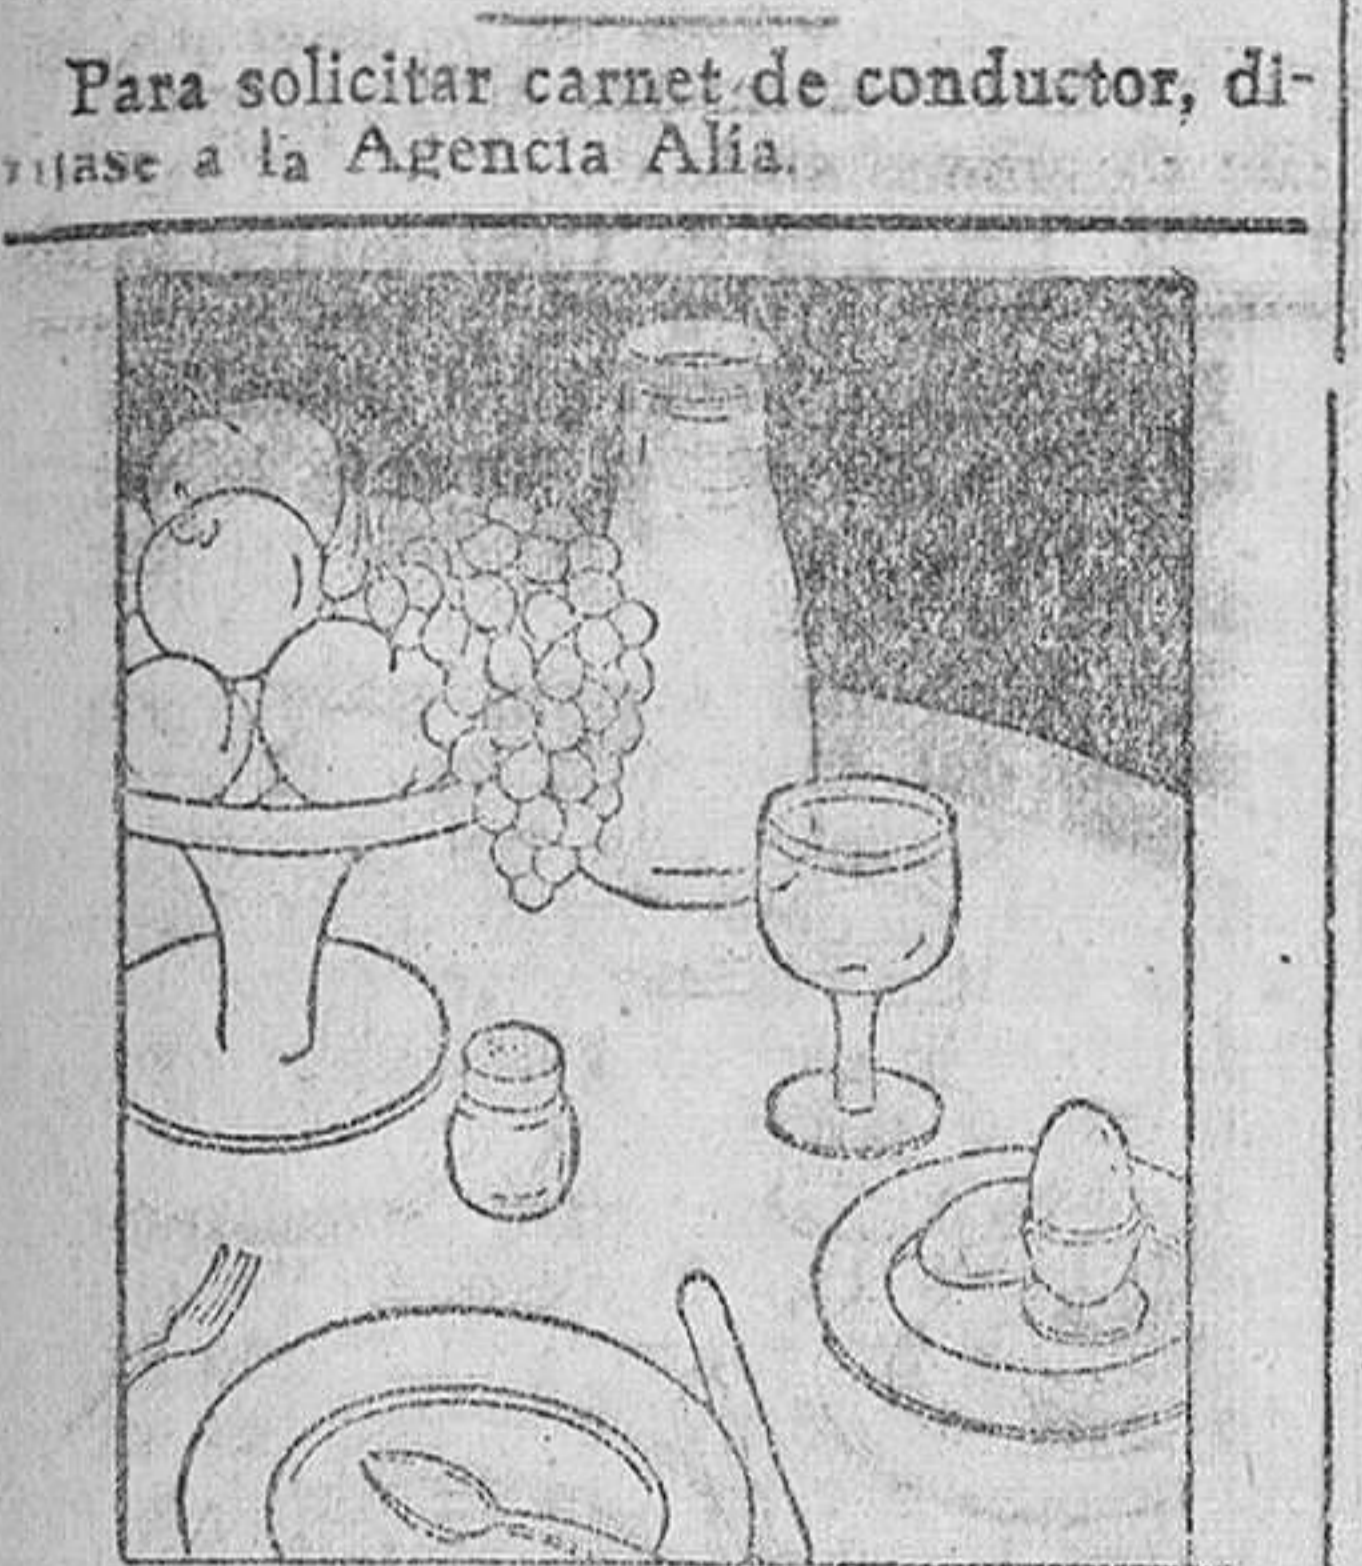 Para solicitar carnet de conductor, di-
ríjase a la Agencia Alía.